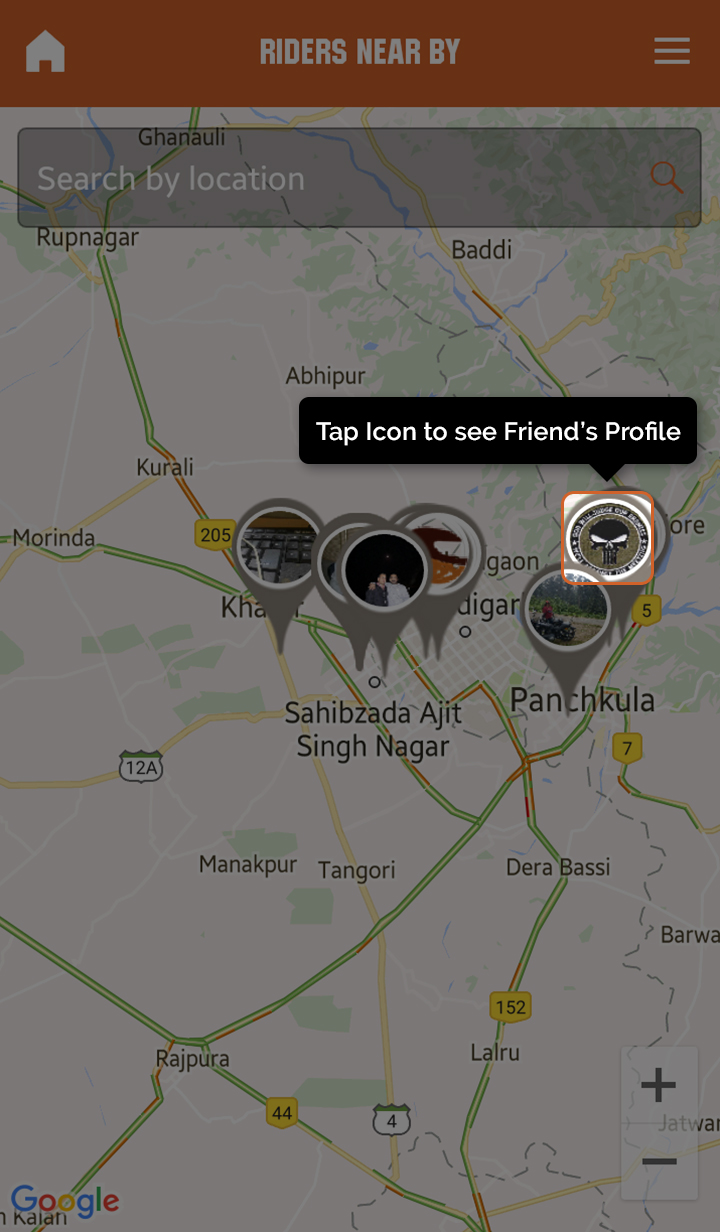 RIDERS NEAR BY
Ghanauli
Search by location
Rupnagar
Baddi
Abhipur
Tap Icon to see Friend's Profile
Kurali
205
Morinda
ore
gaon
Kha
r
digar
5
Panchkula
Sahibzada Ajit
Singh Nagar
7
12A
Manakpur
Tangori
Dera Bassi
Barwa
152
Lalru
Rajpura
44
4
Jatwar
Google
n Kalan